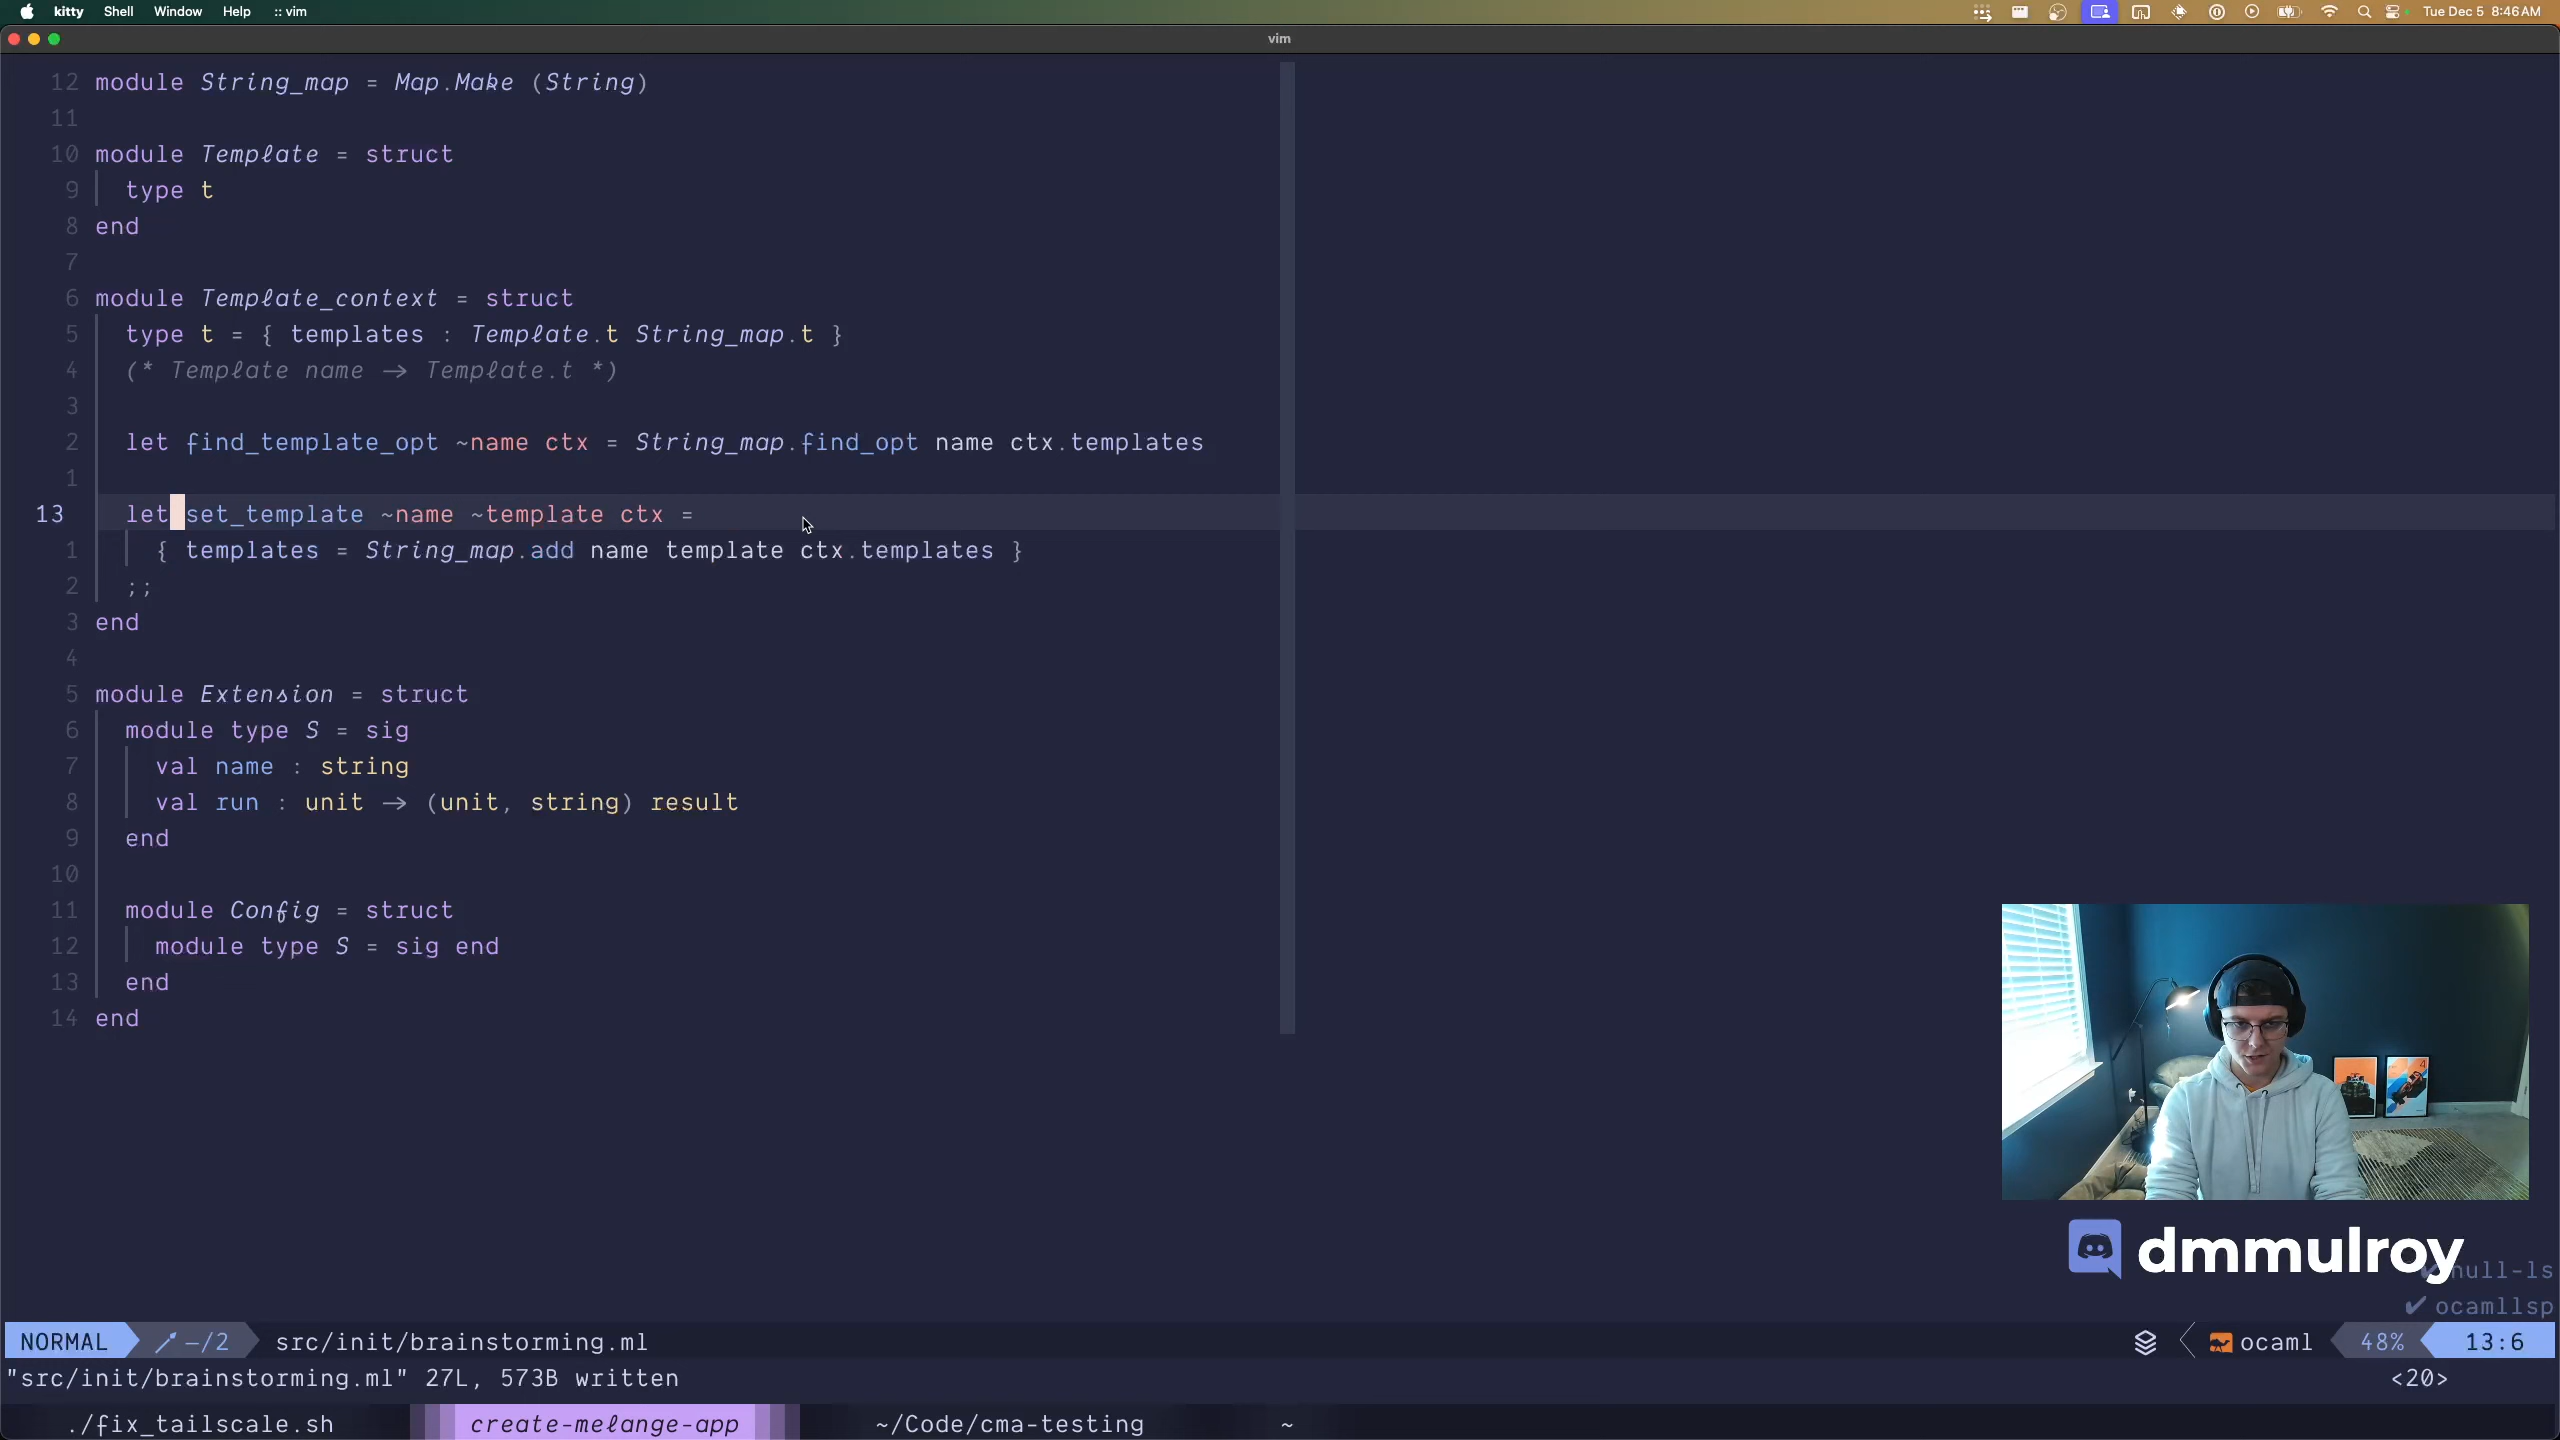 kitty Shell Window Help :: vim Tue Dec 5 8:46 AM
vim
12 module String_map = Map.Make (String)
11
10 module Template = struct
9 type t
8 end
7
6 module Template_context = struct
5 type t = { templates : Template.t String_map.t }
4 (* Template name -> Template.t *)
3
2 let find_template_opt ~name ctx = String_map.find_opt name ctx.templates
1
13 let set_template ~name ~template ctx =
1 { templates = String_map.add name template ctx.templates }
2 ;;
3 end
4
5 module Extension = struct
6 module type S = sig
7 val name : string
8 val run : unit -> (unit, string) result
9 end
10
11 module Config = struct
12 module type S = sig end
13 end
14 end
dmmulroy
✔ null-ls
✔ ocamllsp
NORMAL –/2 src/init/brainstorming.ml ocaml 48% 13:6
"src/init/brainstorming.ml" 27L, 573B written <20>
./fix_tailscale.sh create-melange-app ~/Code/cma-testing ~